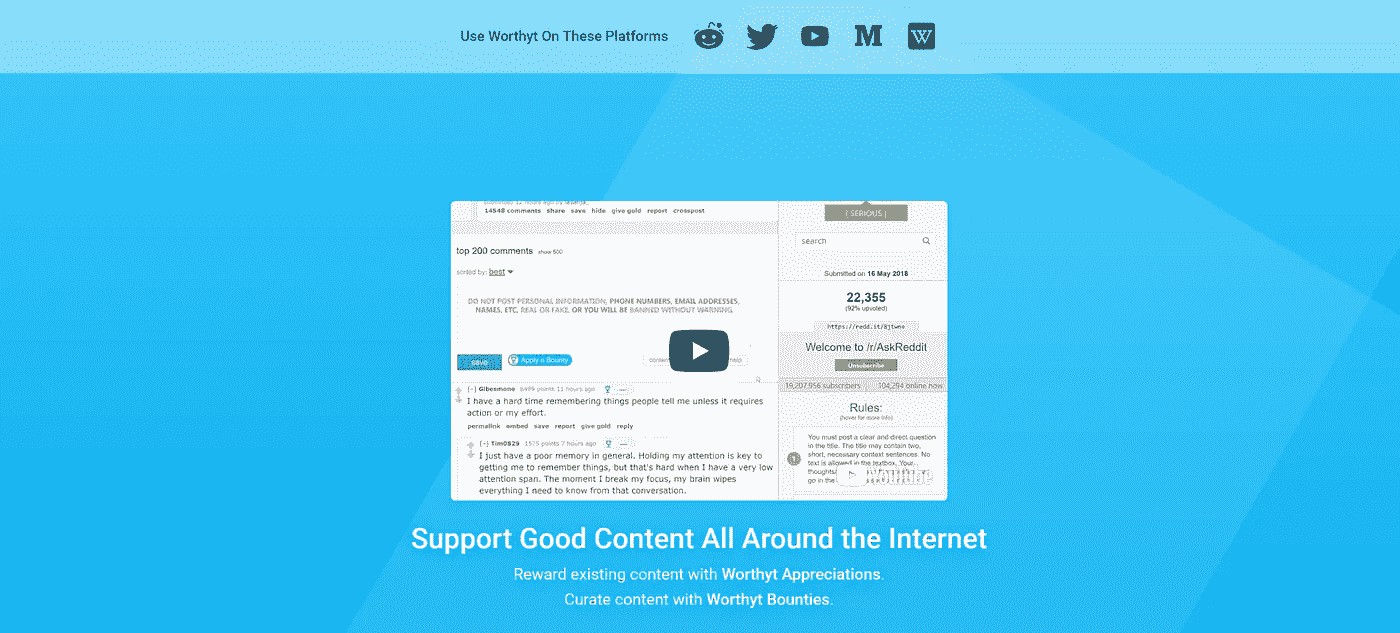 Use Worthyt On These Platforms
M
W
14548 comments share save hide give gold report crosspost
top 200 comments show 500
sorted by: best
DO NOT POST PERSONAL INFORMATION, PHONE NUMBERS, EMAIL ADDRESSES,
NAMES, ETC. REAL OR FAKE. OR YOU WILL BE BANNED WITHOUT WARNING.
save
Apply a Bounty
[-] Gibesmone 6499 points 11 hours ago
I have a hard time remembering things people tell me unless it requires
action or my effort.
permalink embed save report give gold reply
[-] Tim0829 1575 points 7 hours ago
I just have a poor memory in general. Holding my attention is key to
getting me to remember things, but that's hard when I have a very low
attention span. The moment I break my focus, my brain wipes
everything I need to know from that conversation.
[ SERIOUS ]
search
Submitted on 16 May 2018
22,355
(92% upvoted)
https://redd.it/8jtwnx
Welcome to /r/AskReddit
Unsubscribe
19,207,956 subscribers
104,294 online now
Rules:
(hover for more info)
1
You must post a clear and direct question
in the title. The title may contain two,
short, necessary context sentences. No
text is allowed in the textbox. Your
thoughts/
go in the
YouTube
Support Good Content All Around the Internet
Reward existing content with Worthyt Appreciations.
Curate content with Worthyt Bounties.